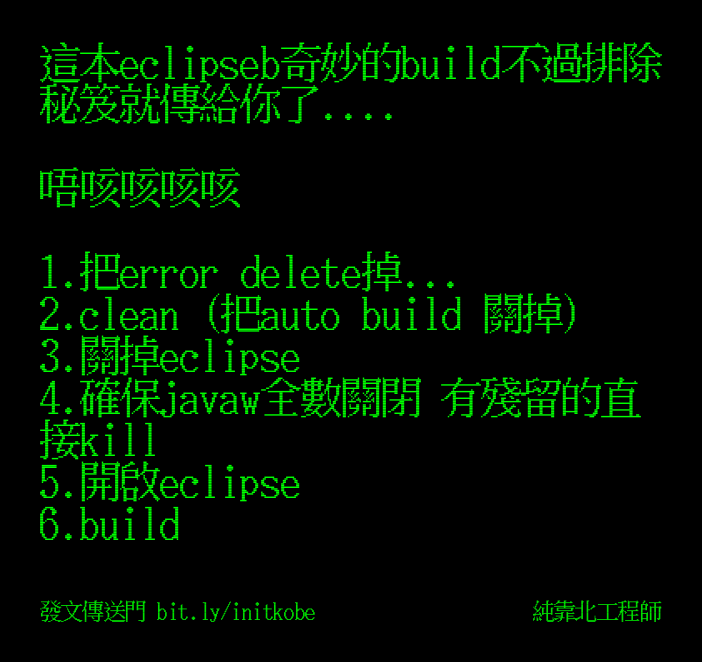 這本eclipseb奇妙的build不過排除
秘笈就傳給你了....
唔咳咳咳咳
1.把error delete掉...
2.clean (把auto build 關掉)
3.關掉eclipse
4.確保javaw全數關閉 有殘留的直
接kill
5.開啟eclipse
6.build
發文傳送門 bit.ly/initkobe
純靠北工程師